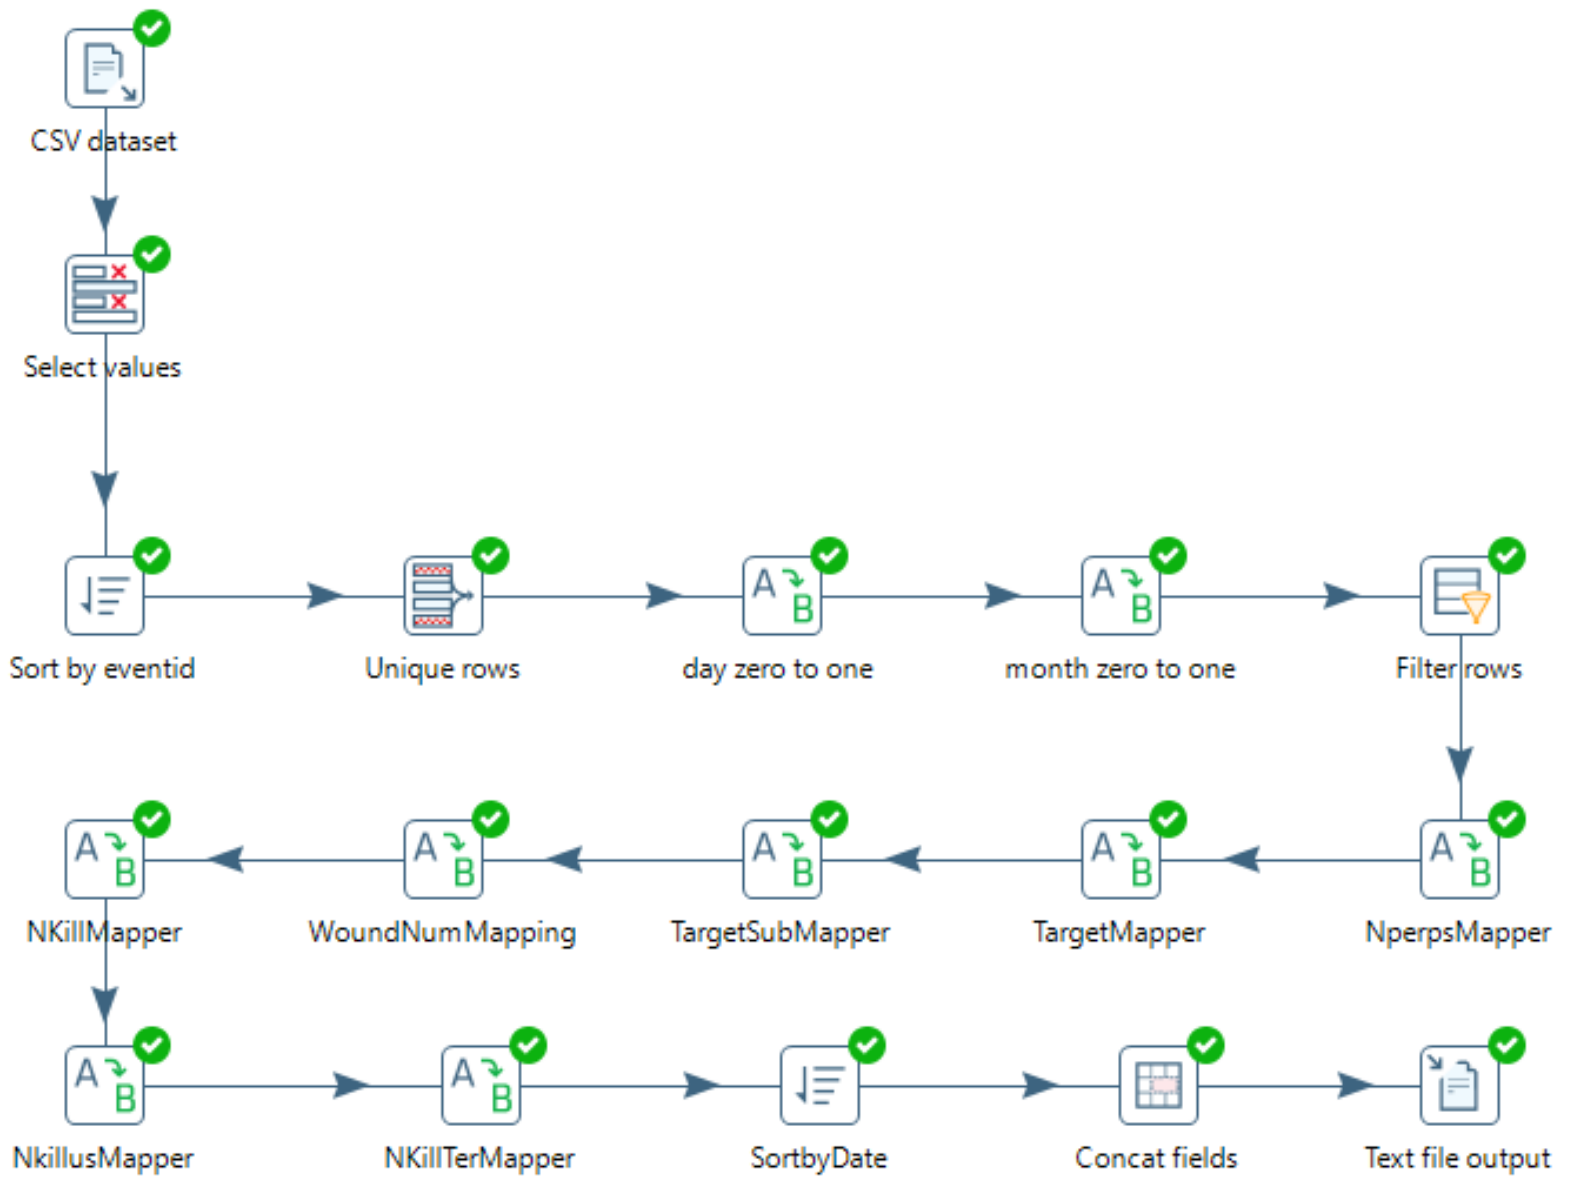 CSV dataset
Select values
Sort by eventid
Unique rows
A B
day zero to one
A B
month zero to one
Filter rows
A B
NKillMapper
A B
WoundNumMapping
A B
TargetSubMapper
A B
TargetMapper
A B
NperpsMapper
A B
NkillusMapper
A B
NKillTerMapper
SortbyDate
Concat fields
Text file output